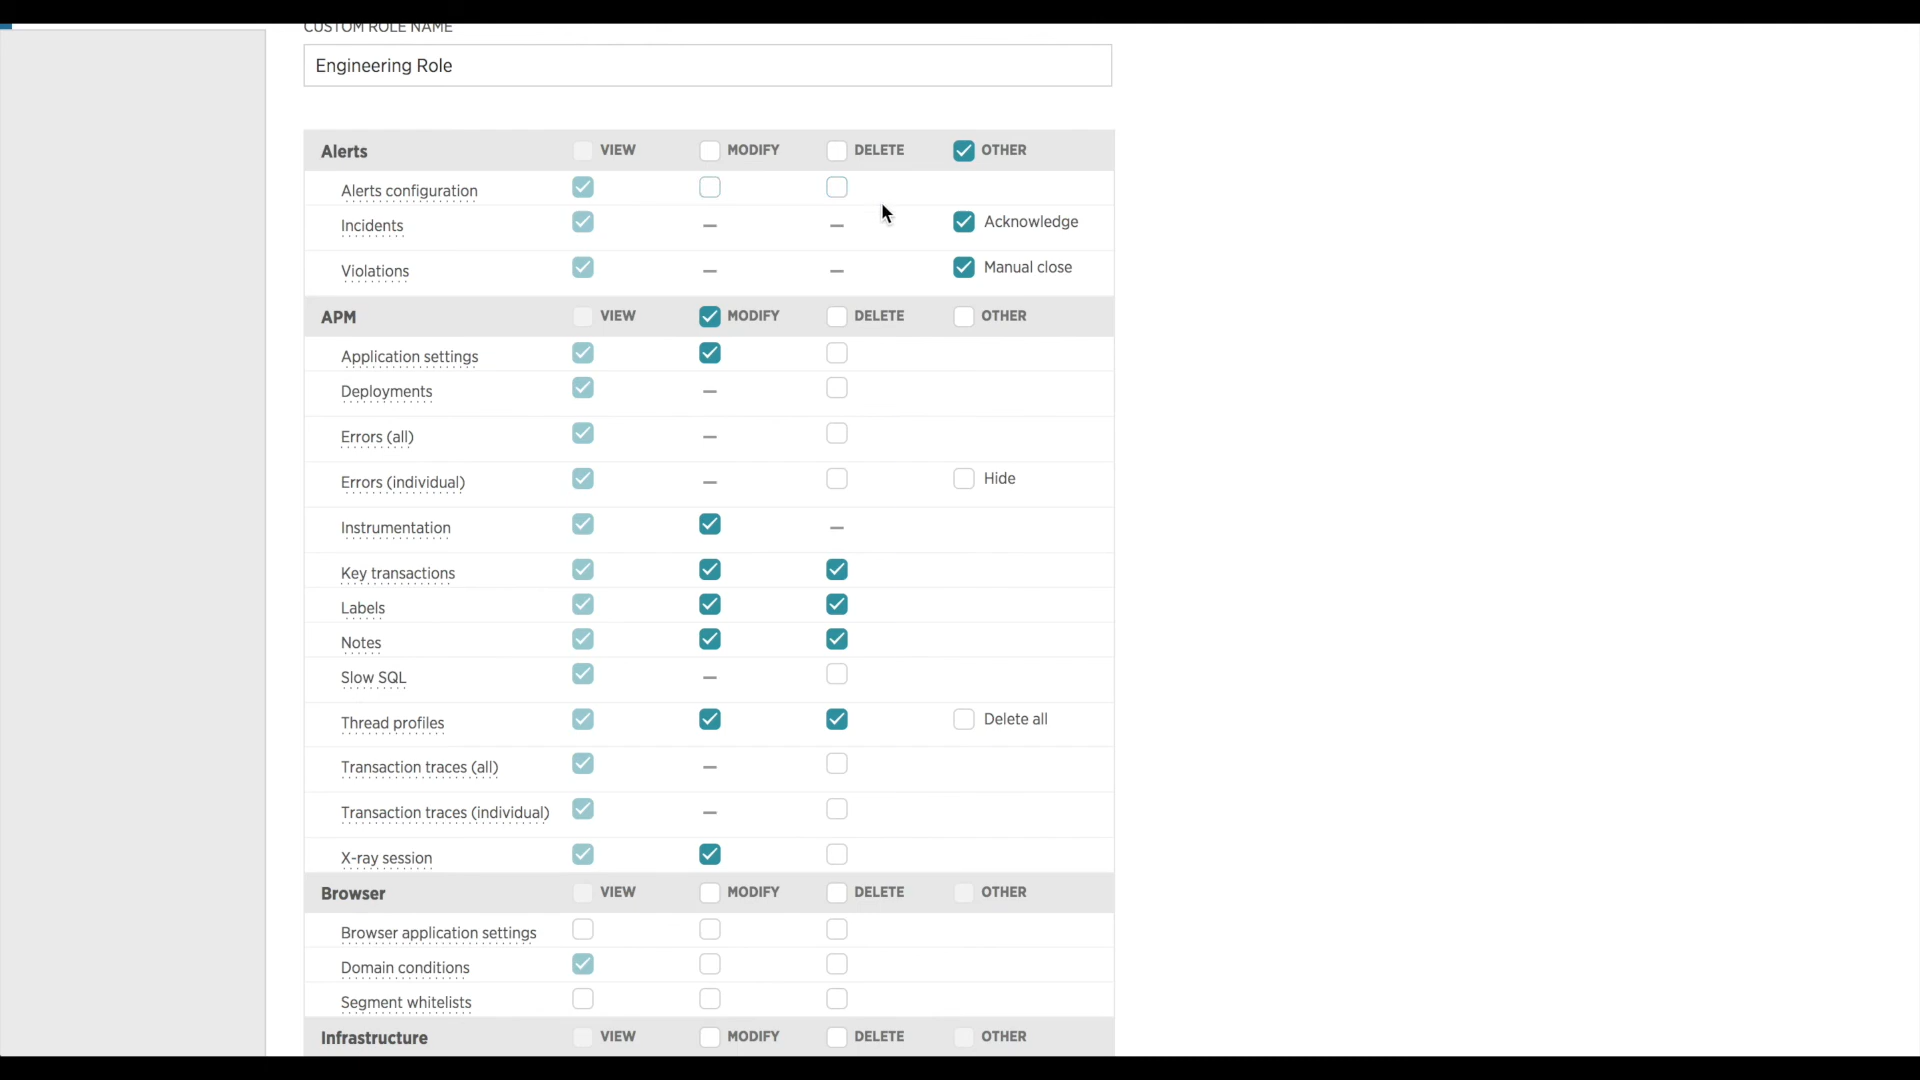 CUSTOM ROLE NAME
Engineering Role
Alerts VIEW MODIFY DELETE OTHER
Alerts configuration
Incidents – – Acknowledge
Violations – – Manual close
APM VIEW MODIFY DELETE OTHER
Application settings
Deployments –
Errors (all) –
Errors (individual) – Hide
Instrumentation –
Key transactions
Labels
Notes
Slow SQL –
Thread profiles Delete all
Transaction traces (all) –
Transaction traces (individual) –
X-ray session
Browser VIEW MODIFY DELETE OTHER
Browser application settings
Domain conditions
Segment whitelists
Infrastructure VIEW MODIFY DELETE OTHER